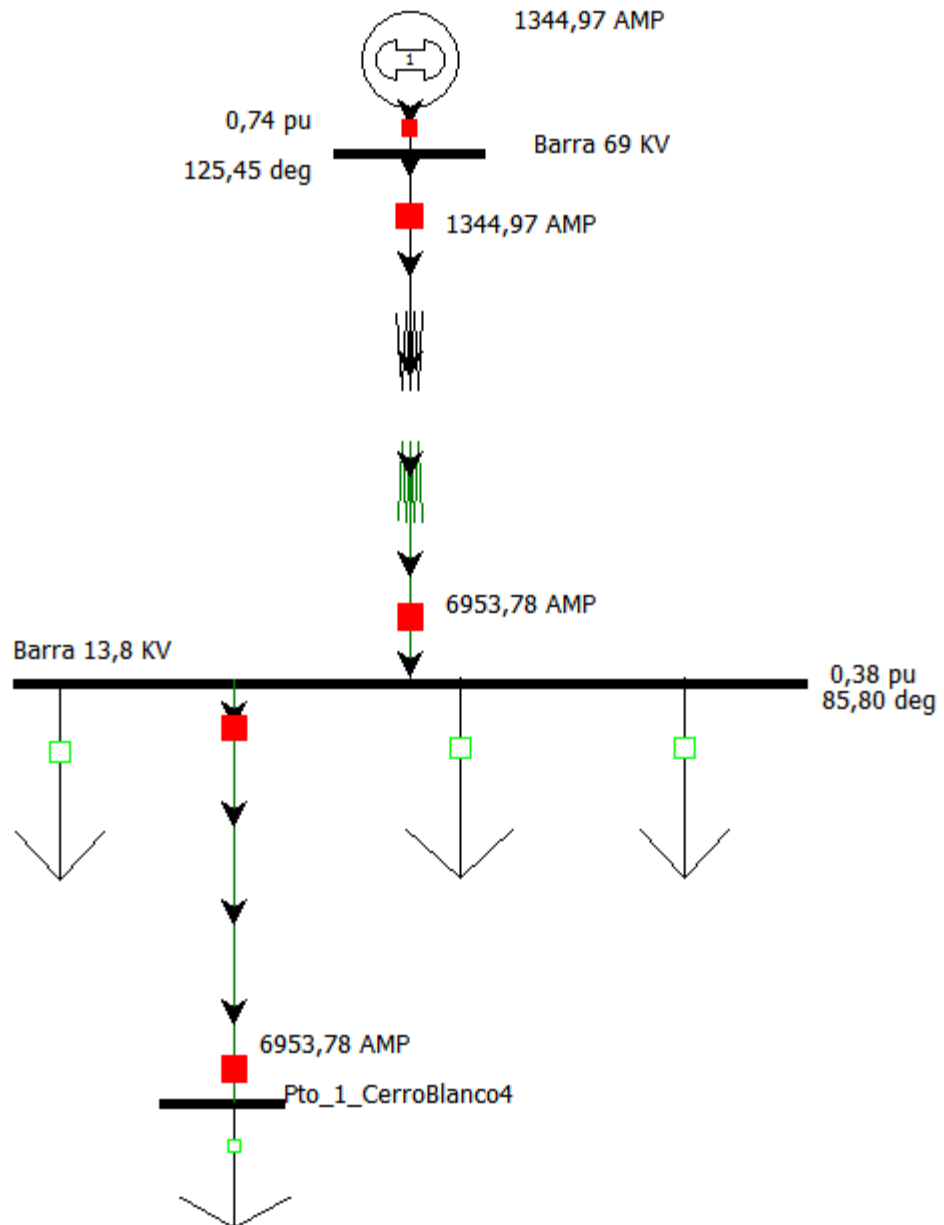 1344,97 AMP
1
0,74 pu
125,45 deg
Barra 69 KV
1344,97 AMP
6953,78 AMP
Barra 13,8 KV
0,38 pu
85,80 deg
6953,78 AMP
Pto_1_CerroBlanco4